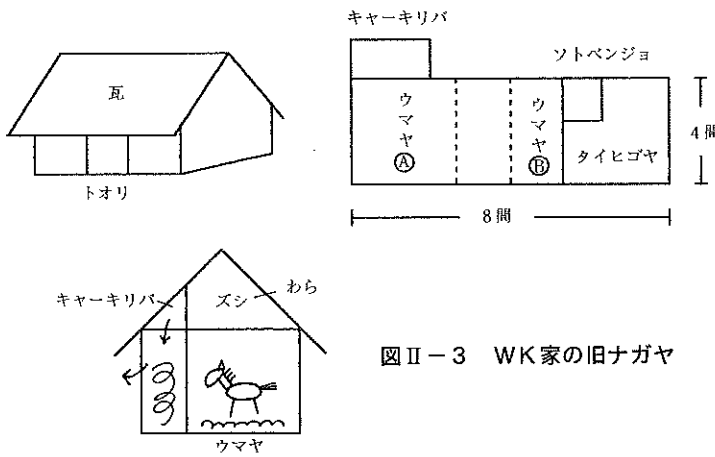 キャーキリバ
ソトベンジョ
瓦
ウマヤ
Ⓐ
ウマヤ
Ⓑ
タイヒゴヤ
4間
トオリ
8間
キャーキリバ
ズシ
わら
図Ⅱ－3 WK家の旧ナガヤ
ウマヤ